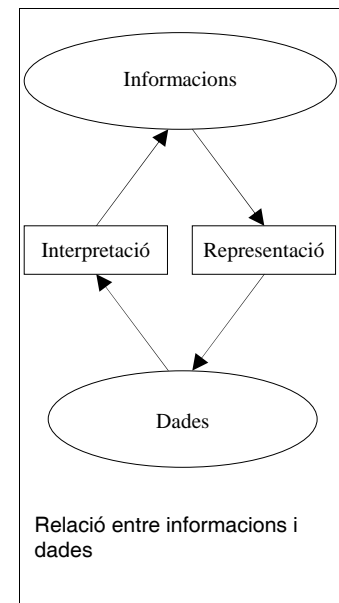 Informacions
Interpretació
Representació
Dades
Relació entre informacions i
dades